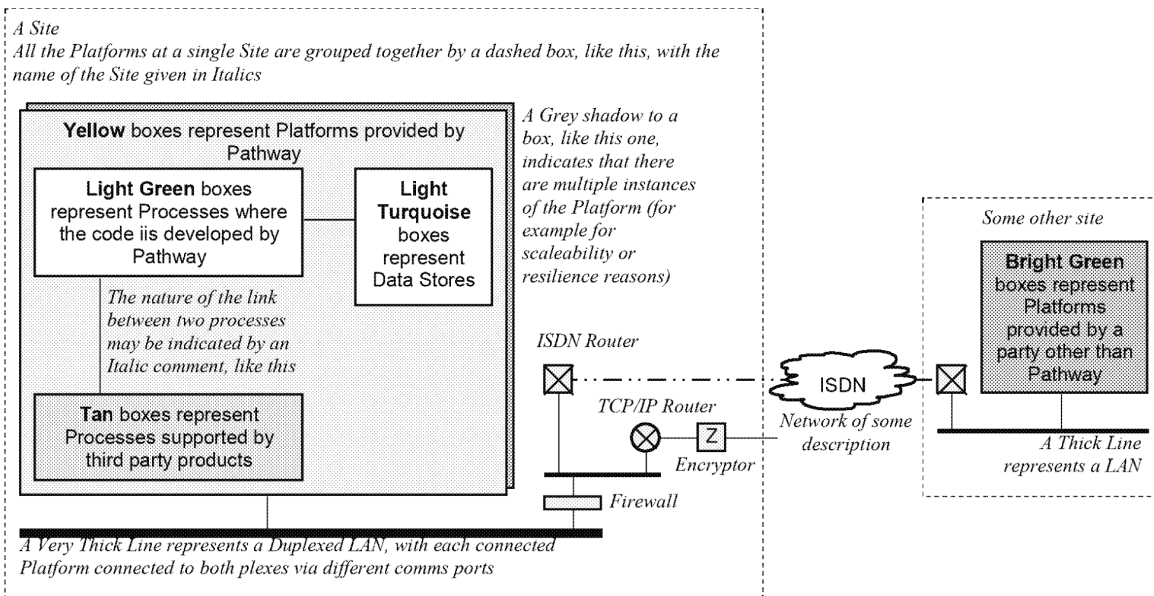 A Site
All the Platforms at a single Site are grouped together by a dashed box, like this, with the
name of the Site given in Italics
Yellow boxes represent Platforms provided by
Pathway
Light Green boxes
represent Processes where
the code iis developed by
Pathway
Light
Turquoise
boxes
represent
Data Stores
The nature of the link
between two processes
may be indicated by an
Italic comment, like this
Tan boxes represent
Processes supported by
third party products
A Grey shadow to a
box, like this one,
indicates that there
are multiple instances
of the Platform (for
example for
scaleability or
resilience reasons)
ISDN Router
TCP/IP Router
Z
Encryptor
Firewall
A Very Thick Line represents a Duplexed LAN, with each connected
Platform connected to both plexes via different comms ports
ISDN
Network of some
description
Some other site
Bright Green
boxes represent
Platforms
provided by a
party other than
Pathway
A Thick Line
represents a LAN